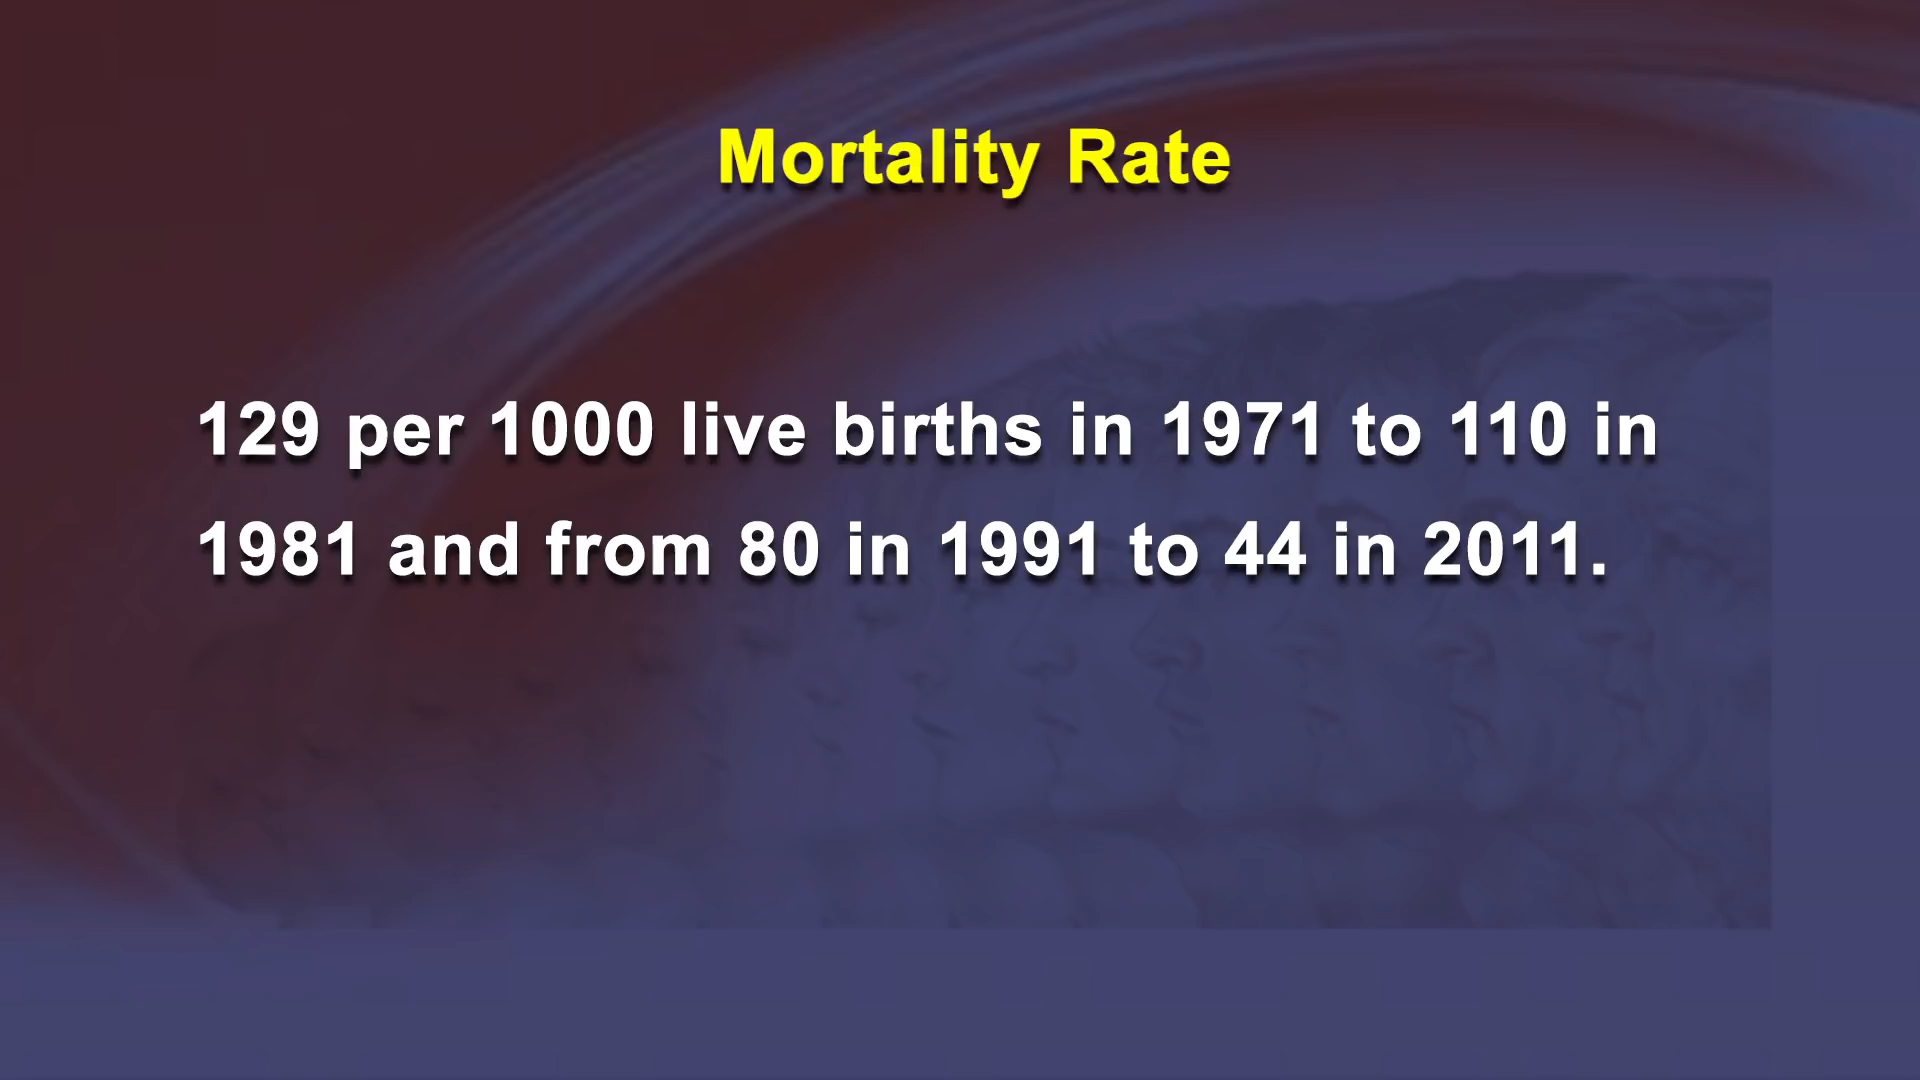 Mortality Rate
129 per 1000 live births in 1971 to 110 in
1981 and from 80 in 1991 to 44 in 2011.